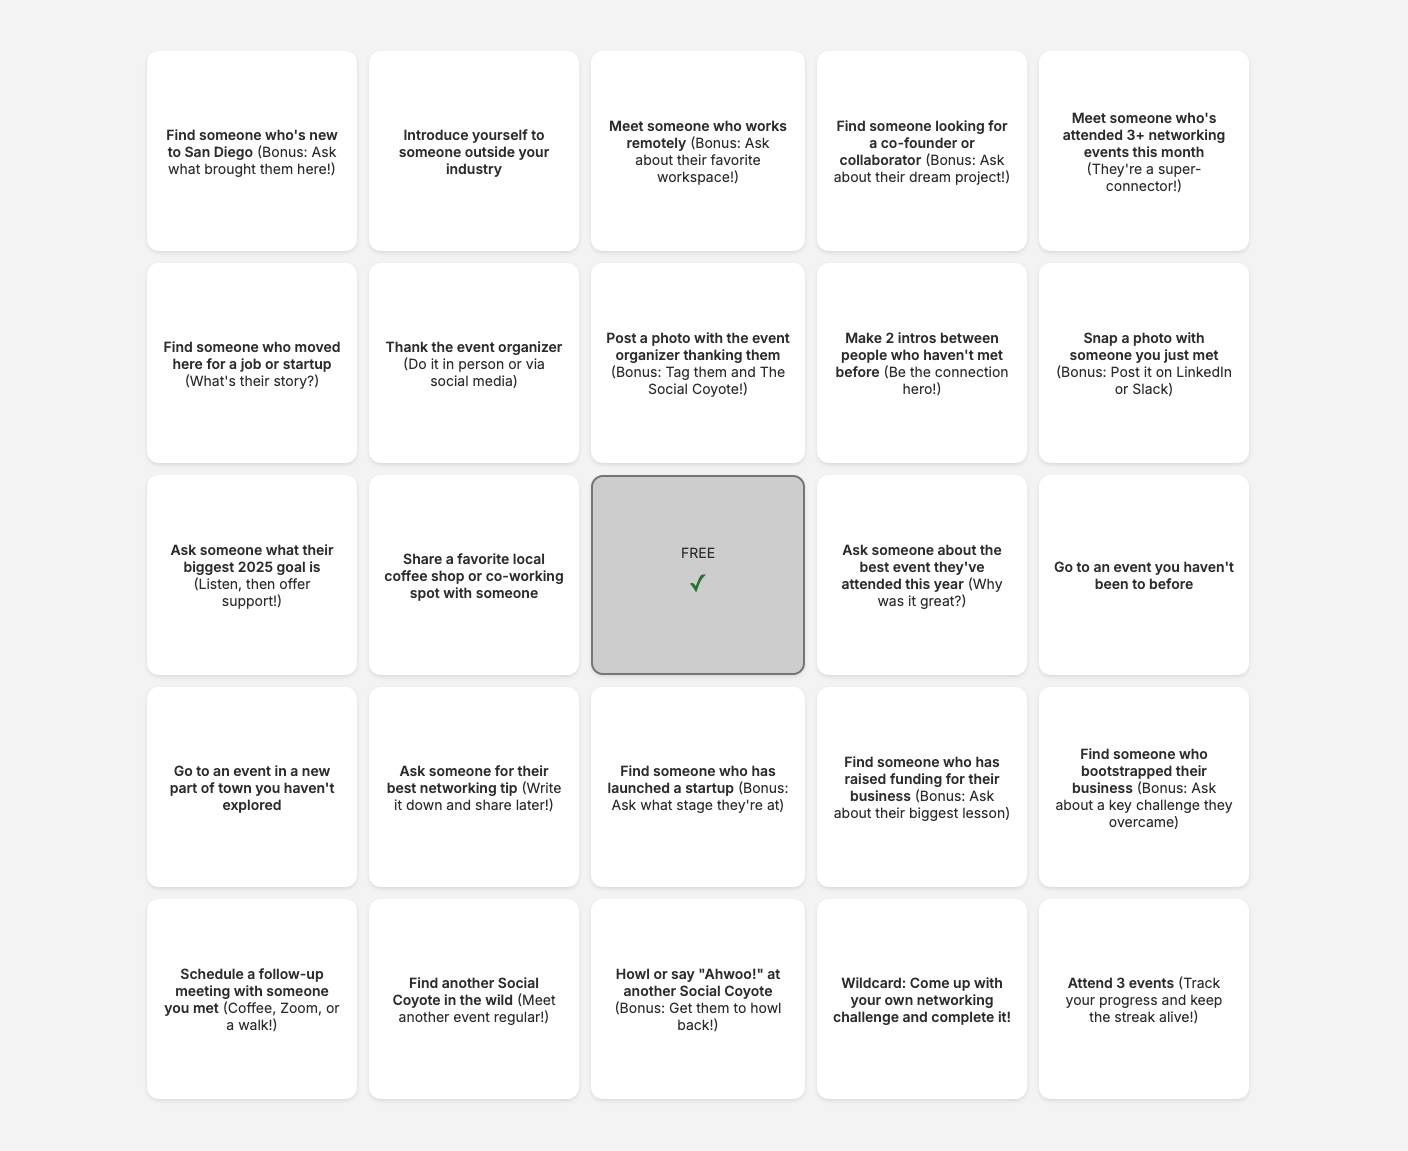 Find someone who's new
to San Diego (Bonus: Ask
what brought them here!)
Introduce yourself to
someone outside your
industry
Meet someone who works
remotely (Bonus: Ask
about their favorite
workspace!)
Find someone looking for
a co-founder or
collaborator (Bonus: Ask
about their dream project!)
Meet someone who's
attended 3+ networking
events this month
(They're a super-
connector!)
Find someone who moved
here for a job or startup
(What's their story?)
Thank the event organizer
(Do it in person or via
social media)
Post a photo with the event
organizer thanking them
(Bonus: Tag them and The
Social Coyote!)
Make 2 intros between
people who haven't met
before (Be the connection
hero!)
Snap a photo with
someone you just met
(Bonus: Post it on LinkedIn
or Slack)
Ask someone what their
biggest 2025 goal is
(Listen, then offer
support!)
Share a favorite local
coffee shop or co-working
spot with someone
FREE
✓
Ask someone about the
best event they've
attended this year (Why
was it great?)
Go to an event you haven't
been to before
Go to an event in a new
part of town you haven't
explored
Ask someone for their
best networking tip (Write
it down and share later!)
Find someone who has
launched a startup (Bonus:
Ask what stage they're at)
Find someone who has
raised funding for their
business (Bonus: Ask
about their biggest lesson)
Find someone who
bootstrapped their
business (Bonus: Ask
about a key challenge they
overcame)
Schedule a follow-up
meeting with someone
you met (Coffee, Zoom, or
a walk!)
Find another Social
Coyote in the wild (Meet
another event regular!)
Howl or say "Ahwoo!" at
another Social Coyote
(Bonus: Get them to howl
back!)
Wildcard: Come up with
your own networking
challenge and complete it!
Attend 3 events (Track
your progress and keep
the streak alive!)